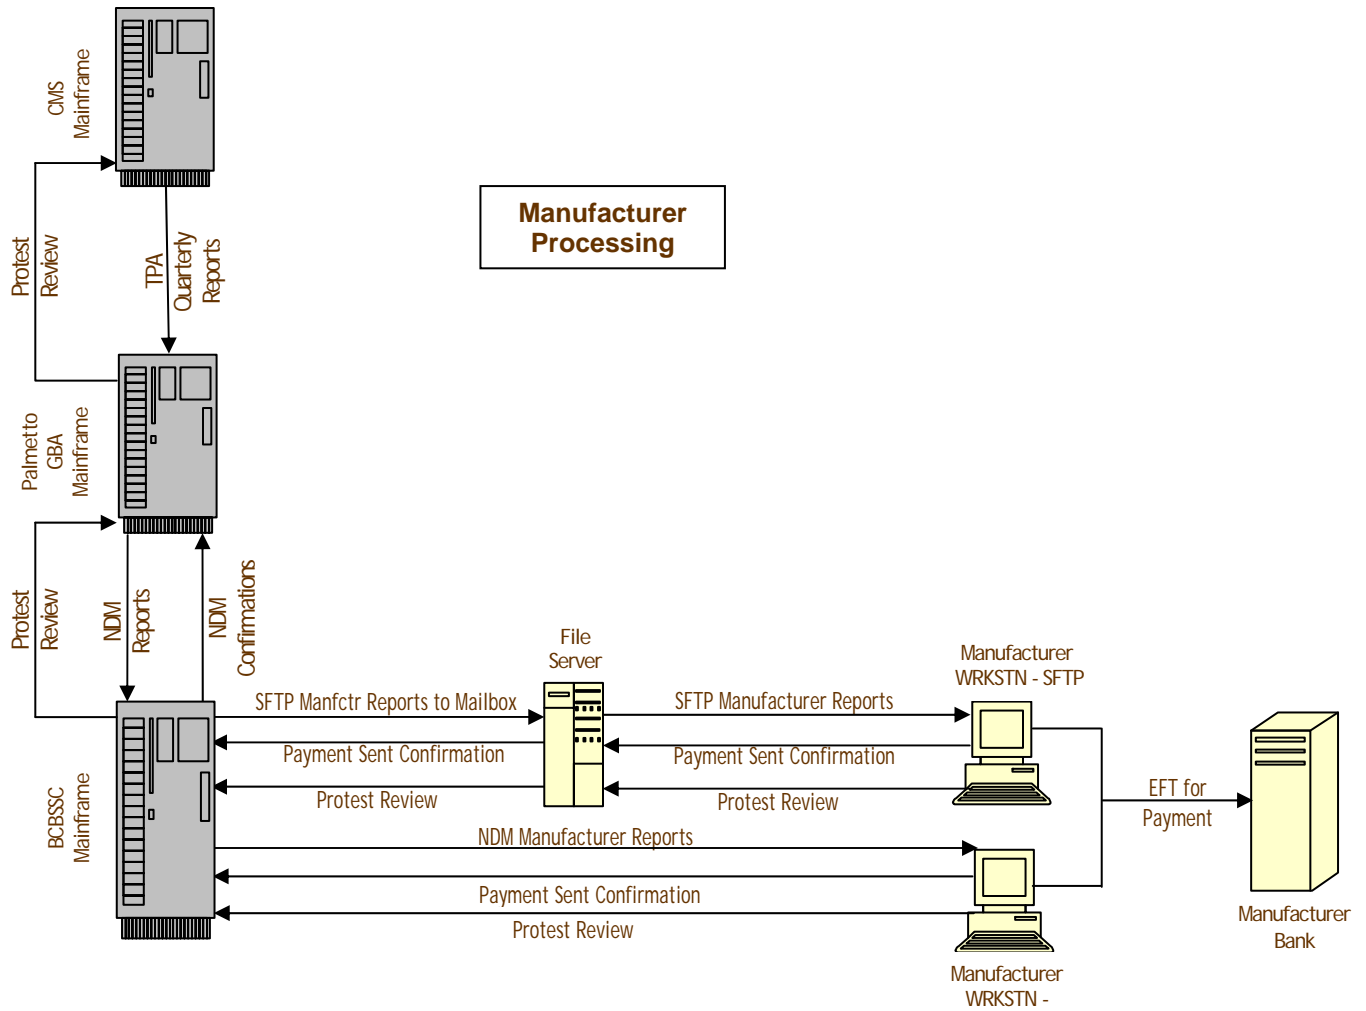 CMS
Mainframe
Manufacturer
Processing
Protest
Review
TPA
Quarterly
Reports
Palmetto
GBA
Mainframe
Protest
Review
NDM
Reports
NDM
Confirmations
File
Server
Manufacturer
WRKSTN - SFTP
SFTP Manfctr Reports to Mailbox
SFTP Manufacturer Reports
Payment Sent Confirmation
Payment Sent Confirmation
Protest Review
Protest Review
BCBSSC
Mainframe
EFT for
Payment
NDM Manufacturer Reports
Payment Sent Confirmation
Protest Review
Manufacturer
Bank
Manufacturer
WRKSTN -